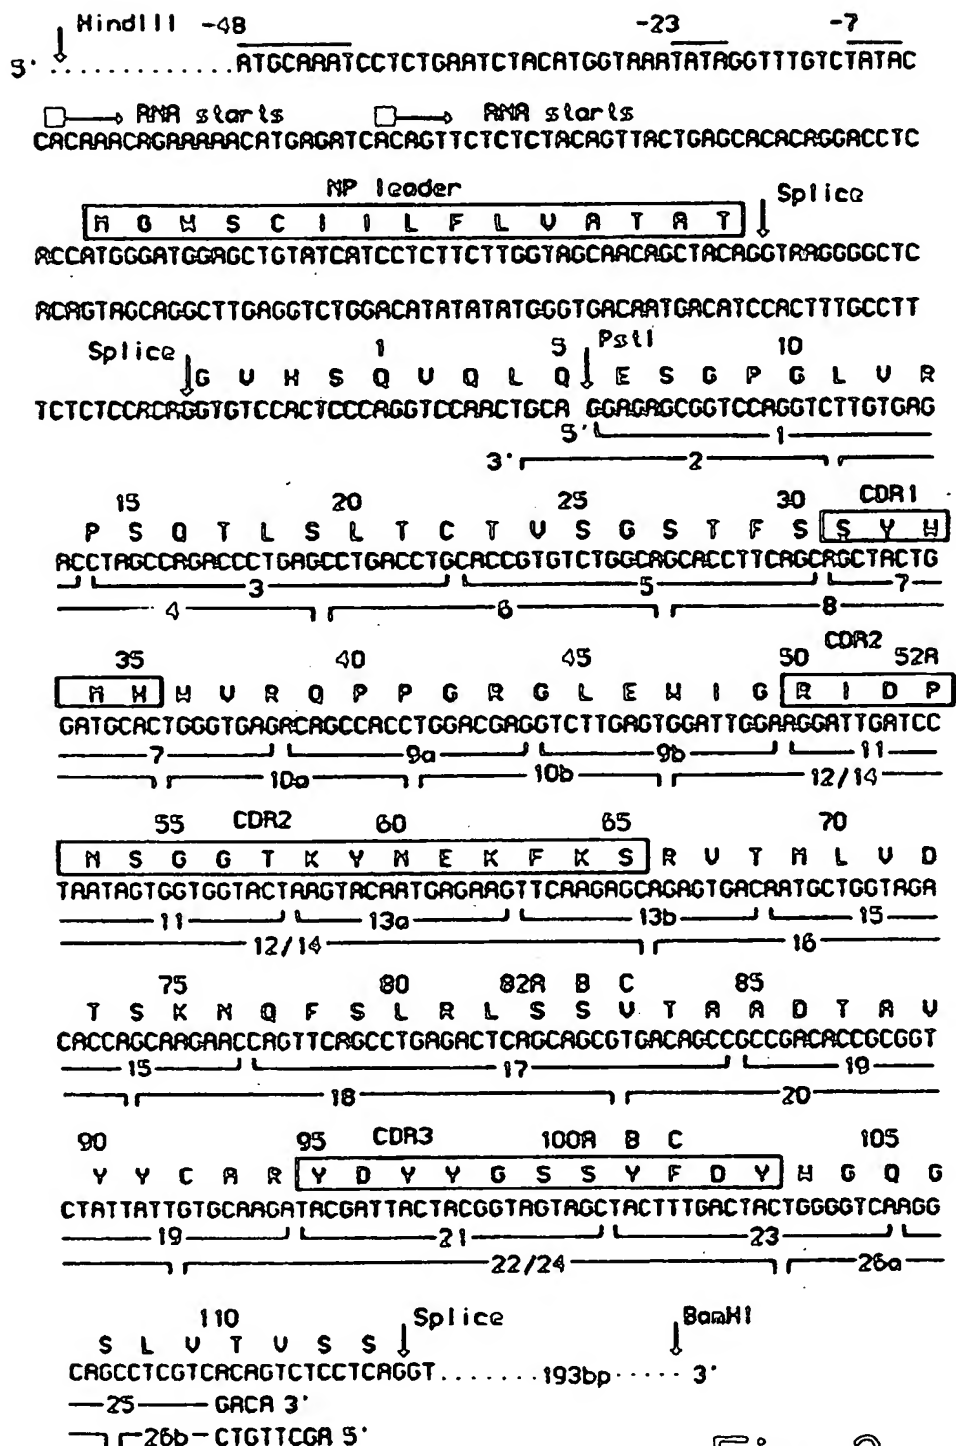 HindIII -48 -23 -7
5'..............ATGCAAATCCTCTGAATCTACATGGTAAATATAGGTTTGTCTATAC
RNA starts RNA starts
CACAAACAGAAAAACATGAGATCACAGTTCTCTCTACAGTTACTGAGCACACAGGACCTC
NP leader Splice
M G W S C I I L F L V A T A T
ACCATGGGATGGAGCTGTATCATCCTCTTCTTGGTAGCAACAGCTACAGGTAAGGGGCTC
ACAGTAGCAGGCTTGAGGTCTGGACATATATATGGGTGACAATGACATCCACTTTGCCTT
Splice 1 5 PstI 10
G V H S Q V Q L Q E S G P G L V R
TCTCTCCACAGGTGTCCACTCCCAGGTCCAACTGCA GGAGAGCGGTCCAGGTCTTGTGAG
5' 1
3' 2
15 20 25 30 CDR1
P S Q T L S L T C T V S G S T F S S Y W
ACCTAGCCAGACCCTGAGCCTGACCTGCACCGTGTCTGGCAGCACCTTCAGCAGCTACTG
3 5 7
4 6 8
35 40 45 50 CDR2 52A
M H W V R Q P P G R G L E W I G R I D P
GATGCACTGGGTGAGACAGCCACCTGGACGAGGTCTTGAGTGGATTGGAAGGATTGATCC
7 9a 9b 11
10a 10b 12/14
55 CDR2 60 65 70
N S G G T K Y N E K F K S R V T M L V D
TAATAGTGGTGGTACTAAGTACAATGAGAAGTTCAAGAGCAGAGTGACAATGCTGGTAGA
11 13a 13b 15
12/14 16
75 80 82A B C 85
T S K N Q F S L R L S S V T A A D T A V
CACCAGCAAGAACCAGTTCAGCCTGAGACTCAGCAGCGTGACAGCCGCCGACACCGCGGT
15 17 19
18 20
90 95 CDR3 100A B C 105
Y Y C A R Y D Y Y G S S Y F D Y W G Q G
CTATTATTGTGCAAGATACGATTACTACGGTAGTAGCTACTTTGACTACTGGGGTCAAGG
19 21 23
22/24 26a
110 Splice BamHI
S L V T V S S
CAGCCTCGTCACAGTCTCCTCAGGT.......193bp..... 3'
25 GACA 3'
26b CTGTTCGA 5'